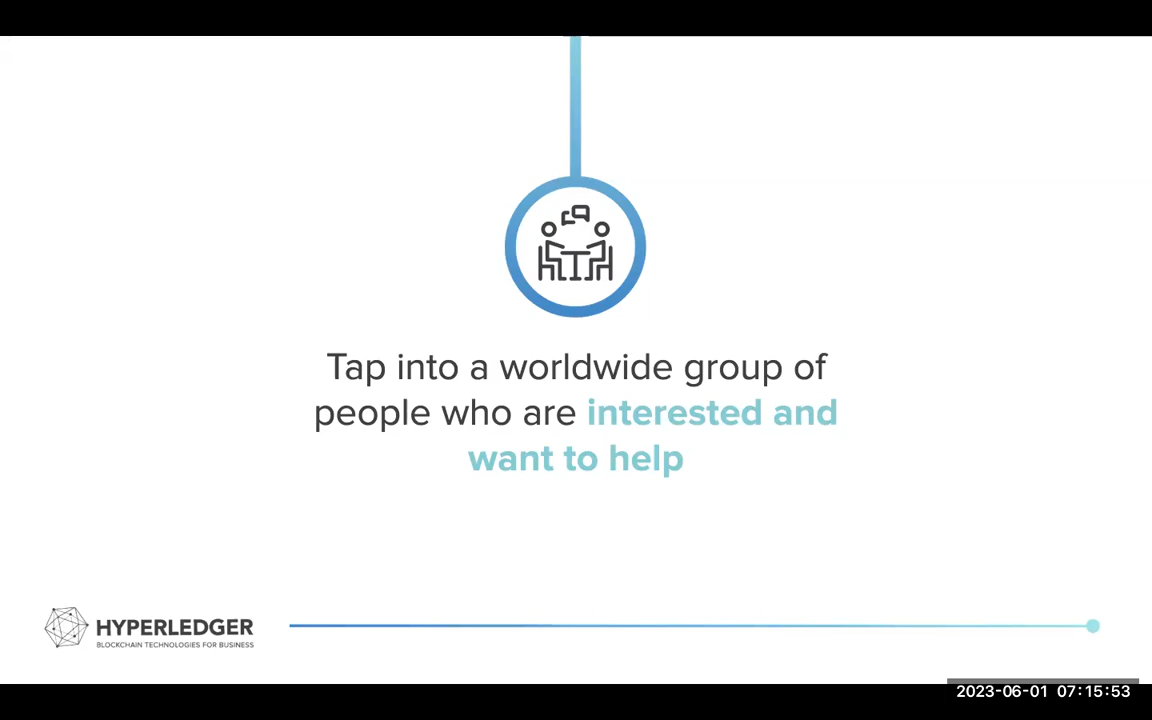 Tap into a worldwide group of
people who are interested and
want to help
HYPERLEDGER
BLOCKCHAIN TECHNOLOGIES FOR BUSINESS
2023-06-01 07:15:53